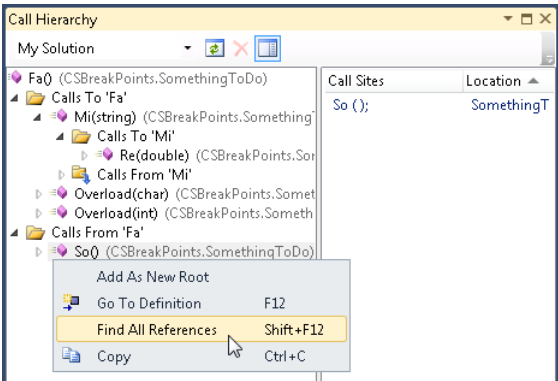 Call Hierarchy
My Solution
Fa() (CSBreakPoints.SomethingToDo)
Calls To 'Fa'
Mi(string) (CSBreakPoints.Something
Calls To 'Mi'
Re(double) (CSBreakPoints.Sor
Calls From 'Mi'
Overload(char) (CSBreakPoints.Somet
Overload(int) (CSBreakPoints.Someth
Calls From 'Fa'
So() (CSBreakPoints.SomethingToDo)
Call Sites Location
So (); SomethingT
Add As New Root
Go To Definition F12
Find All References Shift+F12
Copy Ctrl+C